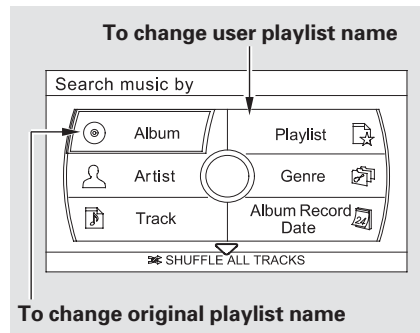 To change user playlist name
Search music by
Album
Playlist
Artist
Genre
Track
Album Record
Date
24
SHUFFLE ALL TRACKS
To change original playlist name